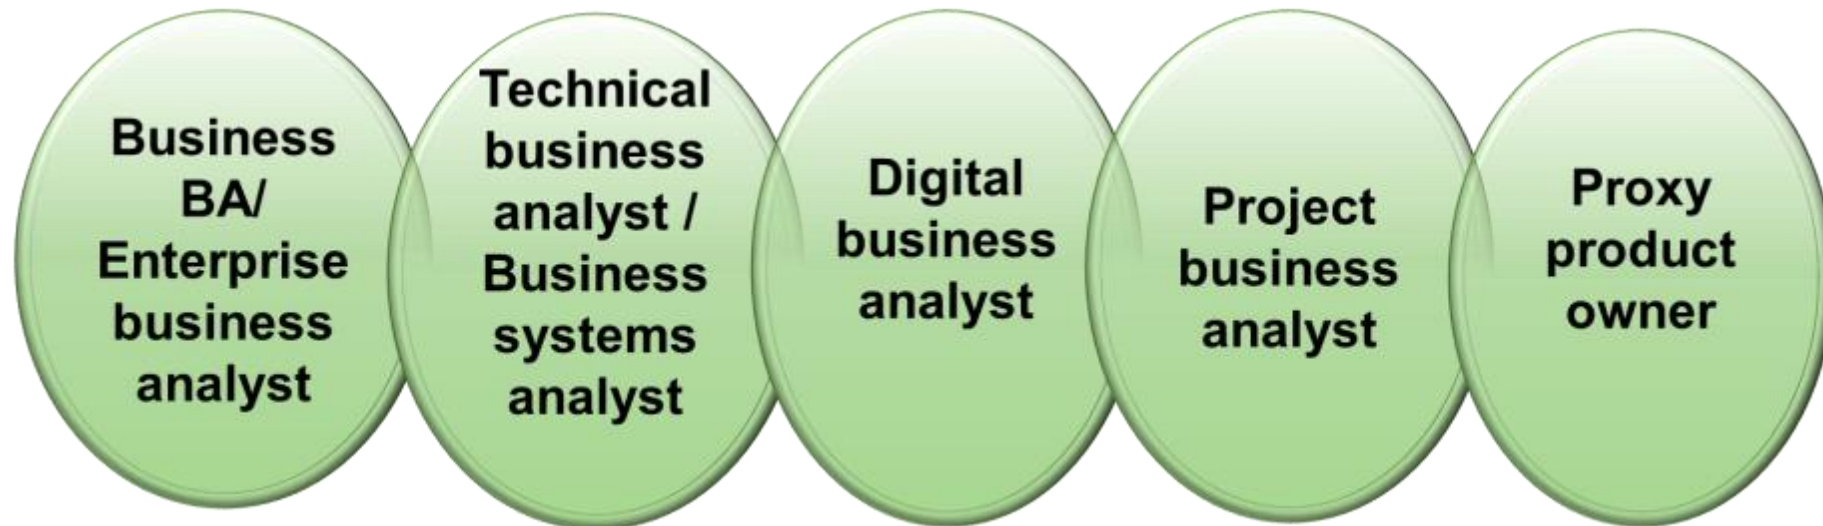 Business
BA/
Enterprise
business
analyst
Technical
business
analyst /
Business
systems
analyst
Digital
business
analyst
Project
business
analyst
Proxy
product
owner